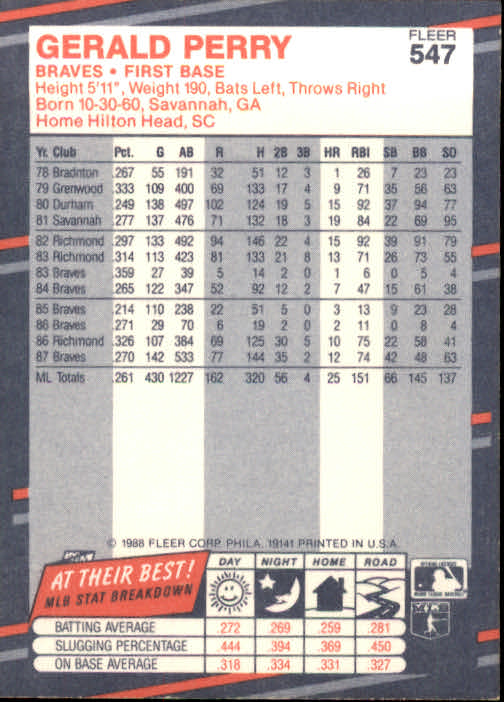 GERALD PERRY
FLEER
547
BRAVES • FIRST BASE
Height 5'11", Weight 190, Bats Left, Throws Right
Born 10-30-60, Savannah, GA
Home Hilton Head, SC
Yr. Club Pct. G AB R H 2B 3B HR RBI SB BB SO
78 Bradnton .267 55 191 32 51 12 3 1 26 7 23 23
79 Grenwood .333 109 400 69 133 17 4 9 71 35 56 63
80 Durham .249 138 497 102 124 19 5 15 92 37 94 77
81 Savannah .277 137 476 71 132 18 3 19 84 22 69 95
82 Richmond .297 133 492 94 146 22 4 15 92 39 91 79
83 Richmond .314 113 423 81 133 21 8 13 71 26 73 55
83 Braves .359 27 39 5 14 2 0 1 6 0 5 4
84 Braves .265 122 347 52 92 12 2 7 47 15 61 38
85 Braves .214 110 238 22 51 5 0 3 13 9 23 28
86 Braves .271 29 70 6 19 2 0 2 11 0 8 4
86 Richmond .326 107 384 69 125 30 5 10 75 22 58 41
87 Braves .270 142 533 77 144 35 2 12 74 42 48 63
ML Totals .261 430 1227 162 320 56 4 25 151 66 145 137
© 1988 FLEER CORP. PHILA. 19141 PRINTED IN U.S.A.
AT THEIR BEST!
MLB STAT BREAKDOWN
DAY NIGHT HOME ROAD
BATTING AVERAGE .272 .269 .259 .281
SLUGGING PERCENTAGE .444 .394 .369 .450
ON BASE AVERAGE .318 .334 .331 .327